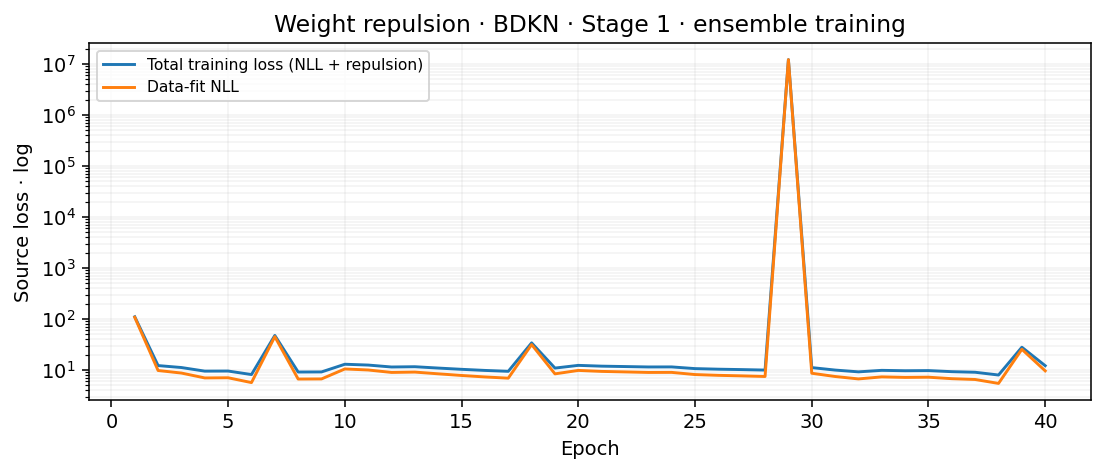 Weight repulsion · BDKN · Stage 1 · ensemble training
Total training loss (NLL + repulsion)
Data-fit NLL
Source loss · log
10⁷
10⁶
10⁵
10⁴
10³
10²
10¹
0 5 10 15 20 25 30 35 40
Epoch